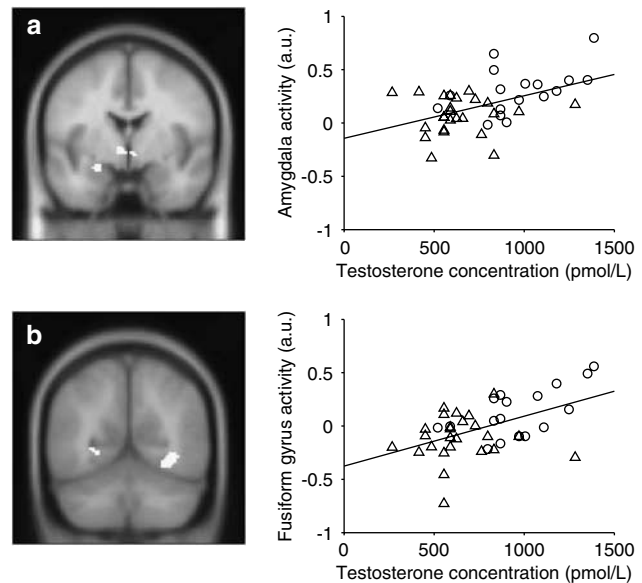 a
Amygdala activity (a.u.)
1
0.5
0
-0.5
-1
0 500 1000 1500
Testosterone concentration (pmol/L)
b
Fusiform gyrus activity (a.u.)
1
0.5
0
-0.5
-1
0 500 1000 1500
Testosterone concentration (pmol/L)